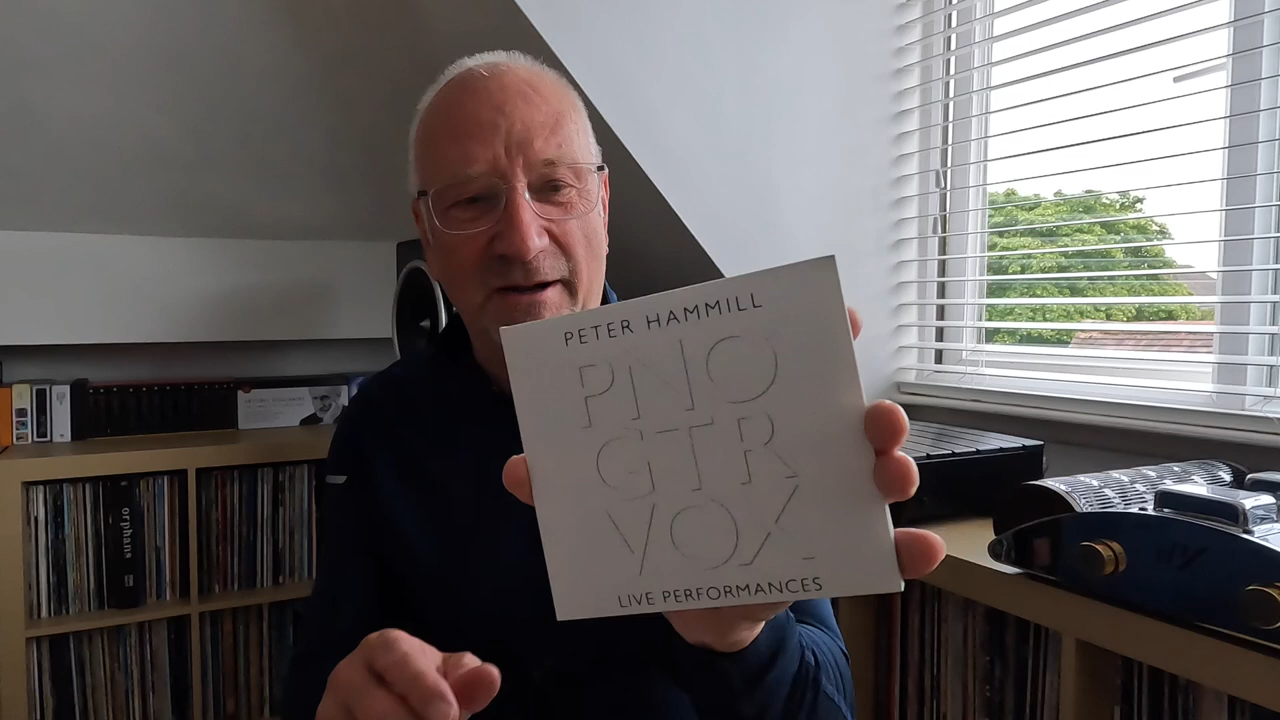 PETER HAMMILL
PNO
GTR
VOX
LIVE PERFORMANCES
orphans